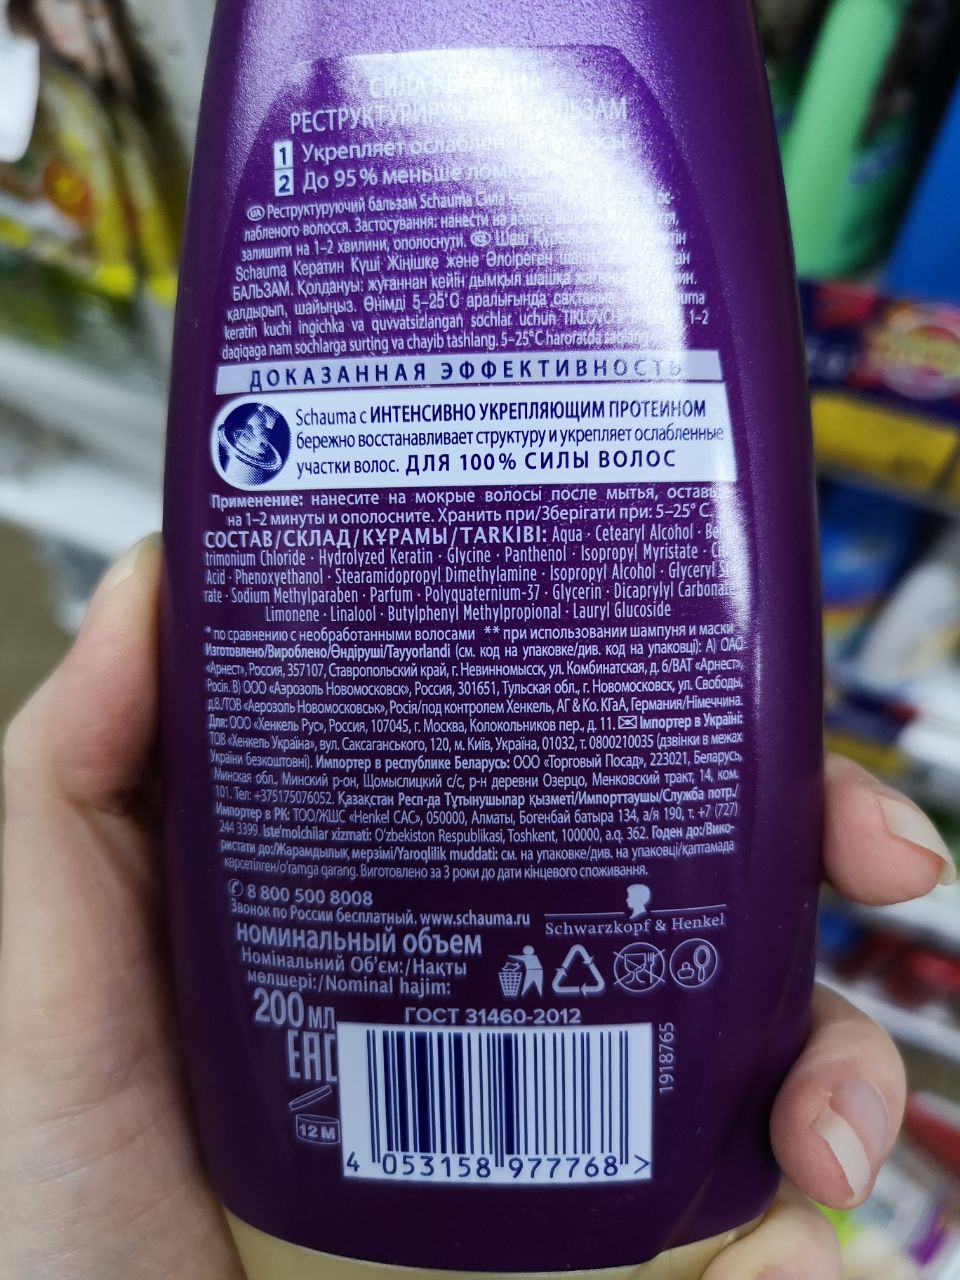 СИЛА КЕРАТИНА
РЕСТРУКТУРИРУЮЩИЙ БАЛЬЗАМ
1 Укрепляет ослабленные волосы
2 До 95% меньше
UA Реструктуруючий бальзам Schauma Сила
лабленого волосся. Застосування: нанести на вологе
залишити на 1–2 хвилини, ополоснути. KZ Шаш
Schauma Кератин Күші Жіңішке және Әлсіреген
БАЛЬЗАМ. Қолдануы: жуғаннан кейін дымқыл шашқа
қалдырып, шайыңыз. Өнімді 5–25°C аралығында сақтаңыз.
keratin kuchi ingichka va quvvatsizlangan sochlar uchun 1–2
daqiqaga nam sochlarga surting va chayib tashlang. 5–25°C haroratda
ДОКАЗАННАЯ ЭФФЕКТИВНОСТЬ
Schauma с ИНТЕНСИВНО УКРЕПЛЯЮЩИМ ПРОТЕИНОМ
бережно восстанавливает структуру и укрепляет ослабленные
участки волос. ДЛЯ 100% СИЛЫ ВОЛОС
Применение: нанесите на мокрые волосы после мытья,
на 1–2 минуты и ополосните. Хранить при/Зберігати при: 5–25° C.
СОСТАВ/СКЛАД/ҚҰРАМЫ/TARKIBI: Aqua · Cetearyl Alcohol ·
trimonium Chloride · Hydrolyzed Keratin · Glycine · Panthenol · Isopropyl Myristate ·
Acid · Phenoxyethanol · Stearamidopropyl Dimethylamine · Isopropyl Alcohol · Glyceryl
rate · Sodium Methylparaben · Parfum · Polyquaternium-37 · Glycerin · Dicaprylyl Carbonate
Limonene · Linalool · Butylphenyl Methylpropional · Lauryl Glucoside
* по сравнению с необработанными волосами ** при использовании шампуня и маски
Изготовлено/Вироблено/Өндіруші/Tayyorlandi (см. код на упаковке/див. код на упаковці): A) ОАО
«Арнест», Россия, 357107, Ставропольский край, г. Невинномысск, ул. Комбинатская, д. 6/ВАТ «Арнест»,
Росія. B) ООО «Аэрозоль Новомосковск», Россия, 301651, Тульская обл., г. Новомосковск, ул. Свободы,
д.8./ТОВ «Аерозоль Новомосковськ», Росія/под контролем Хенкель, АГ & Ко. КГаА, Германия/Німеччина.
Для: ООО «Хенкель Рус», Россия, 107045, г. Москва, Колокольников пер., д. 11. ✉ Імпортер в Україні:
ТОВ «Хенкель Україна», вул. Саксаганського, 120, м. Київ, Україна, 01032, т. 0800210035 (дзвінки в межах
України безкоштовні). Импортер в республике Беларусь: ООО «Торговый Посад», 223021, Беларусь,
Минская обл., Минский р-он, Щомыслицкий с/с, р-н деревни Озерцо, Менковский тракт, 14, ком.
101. Тел: +375175076052. Қазақстан Респ-да Тұтынушылар қызметі/Импорттаушы/Служба потр./
Импортер в РК: ТОО/ЖШС «Henkel CAC», 050000, Алматы, Богенбай батыра 134, а/я 190, т. +7 (727)
244 3399. Iste'molchilar xizmati: O'zbekiston Respublikasi, Toshkent, 100000, a.q. 362. Годен до:/Вико-
ристати до:/Жарамдылық мерзімі/Yaroqlilik muddati: см. на упаковке/див. на упаковці/қаптамада
көрсетілген/o'ramga qarang. Виготовлено за 3 роки до дати кінцевого споживання.
8 800 500 8008
Звонок по России бесплатный. www.schauma.ru
Schwarzkopf & Henkel
номинальный объем
Номінальний Об'єм:/Нақты
мөлшері:/Nominal hajim:
200 мл
ГОСТ 31460-2012
EAC
12 M
1918765
4 053158 977768 >